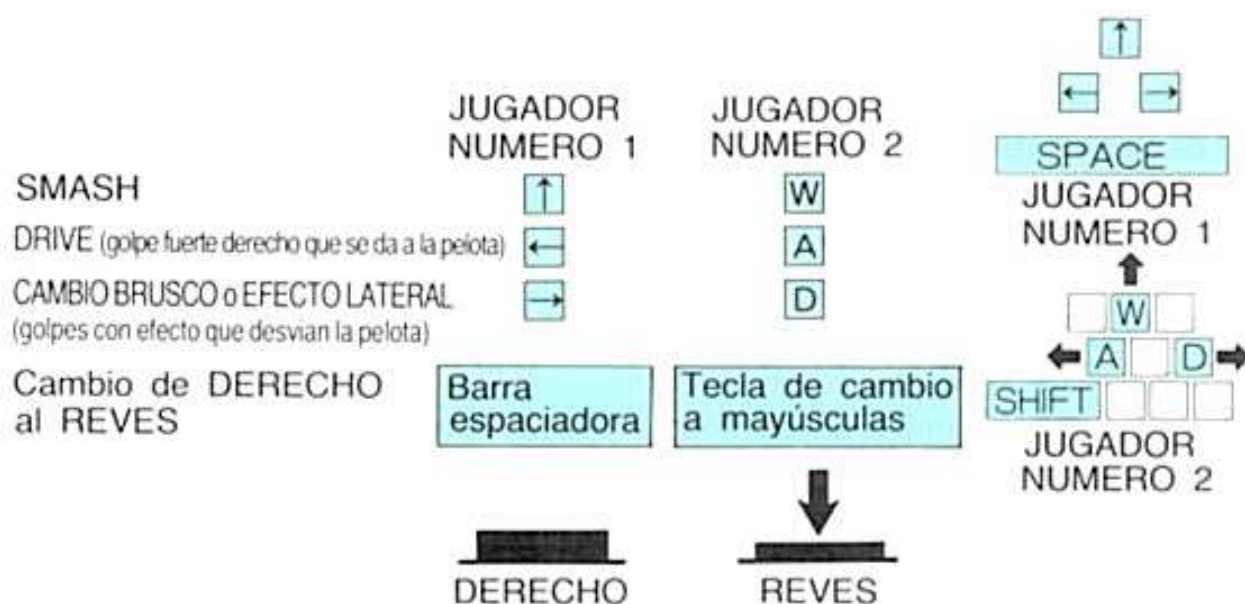 JUGADOR NUMERO 1
JUGADOR NUMERO 2
SMASH ↑ W
DRIVE (golpe fuerte derecho que se da a la pelota) ← A
CAMBIO BRUSCO o EFECTO LATERAL → D
(golpes con efecto que desvian la pelota)
Cambio de DERECHO
al REVES
Barra
espaciadora
Tecla de cambio
a mayúsculas
DERECHO
REVES
↑
← →
SPACE
JUGADOR
NUMERO 1
W
A D
SHIFT
JUGADOR
NUMERO 2